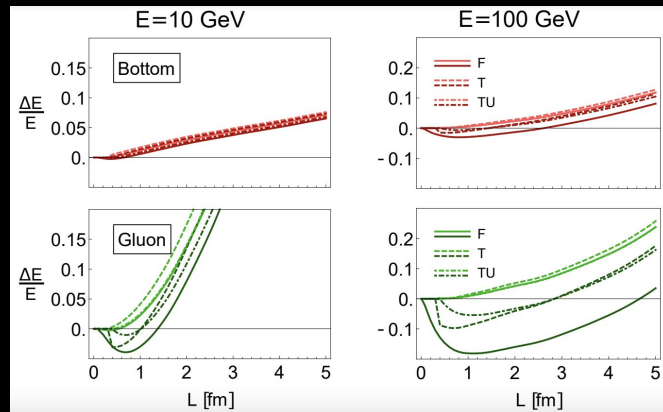 E=10 GeV
E=100 GeV
Bottom
ΔE
E
0.15
0.1
0.05
0.
F
T
TU
0.2
0.1
0.
-0.1
Gluon
ΔE
E
0.15
0.1
0.05
0.
F
T
TU
0.2
0.1
0.
-0.1
0 1 2 3 4 5
L [fm]
0 1 2 3 4 5
L [fm]